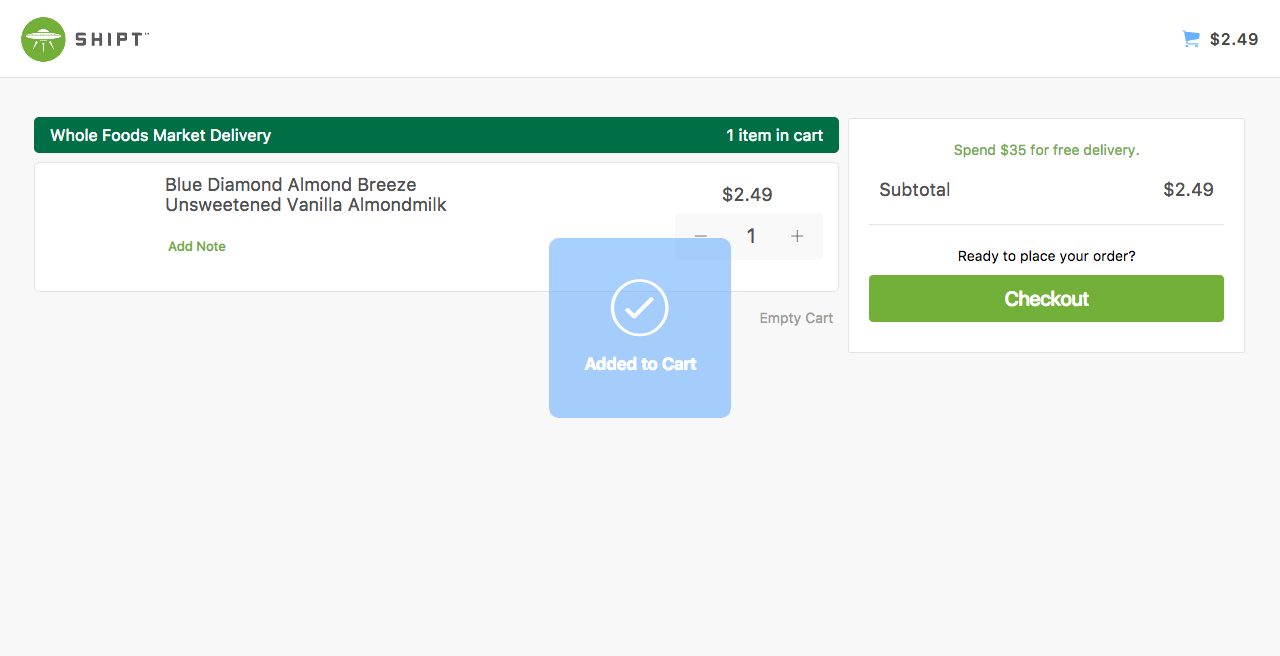 SHIPT™
$2.49
Whole Foods Market Delivery
1 item in cart
Blue Diamond Almond Breeze
Unsweetened Vanilla Almondmilk
$2.49
Add Note
− 1 +
Added to Cart
Empty Cart
Spend $35 for free delivery.
Subtotal
$2.49
Ready to place your order?
Checkout